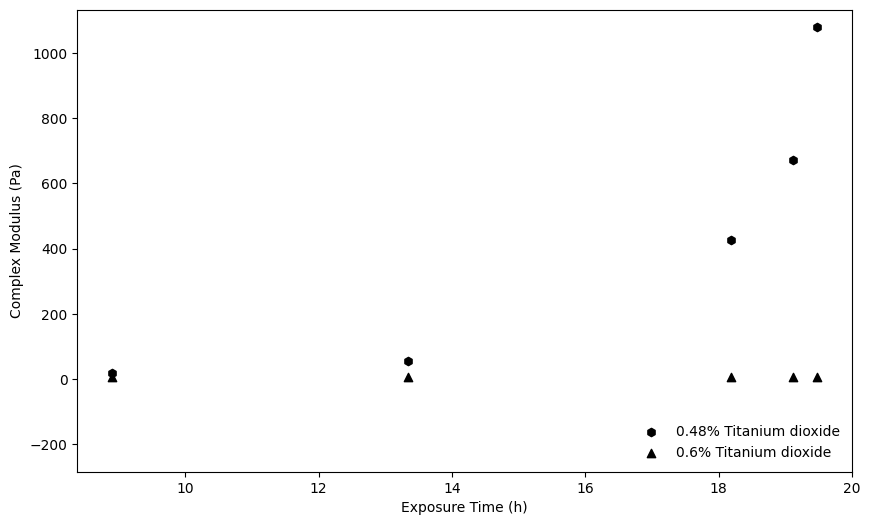 1000
800
600
400
200
0
−200
Complex Modulus (Pa)
0.48% Titanium dioxide
0.6% Titanium dioxide
10 12 14 16 18 20
Exposure Time (h)